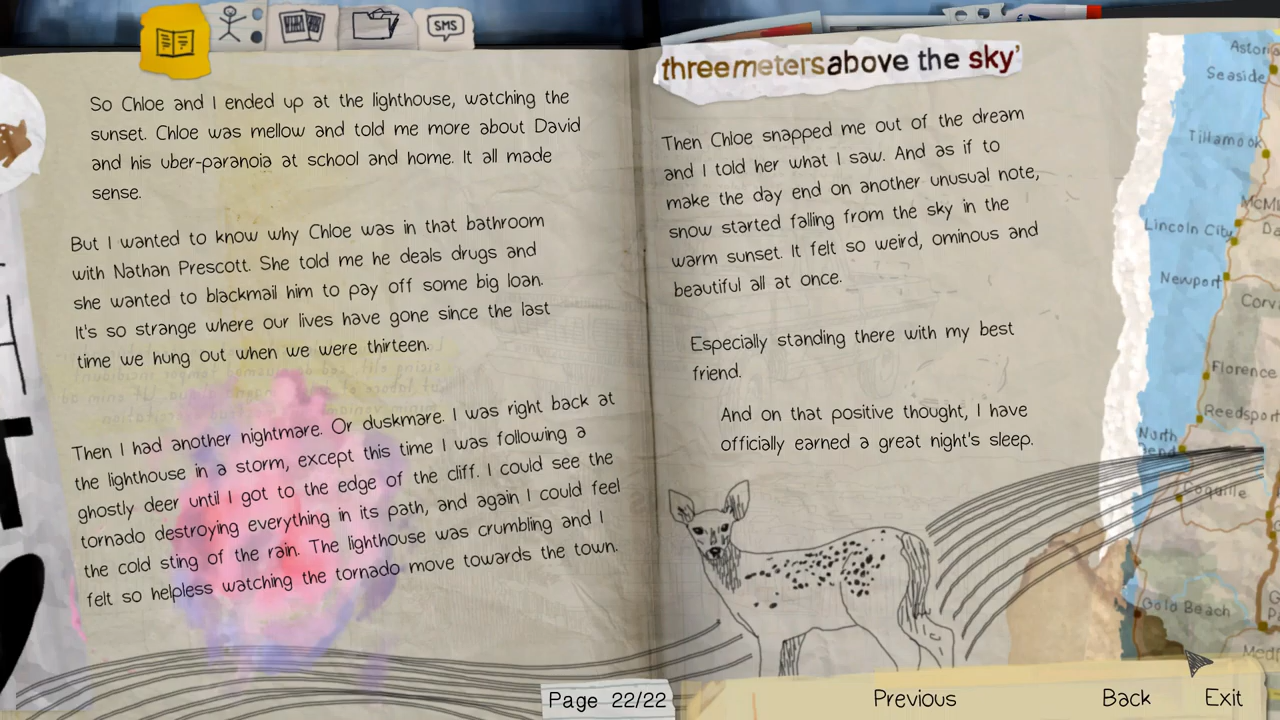 SMS
So Chloe and I ended up at the lighthouse, watching the
sunset. Chloe was mellow and told me more about David
and his uber-paranoia at school and home. It all made
sense.
But I wanted to know why Chloe was in that bathroom
with Nathan Prescott. She told me he deals drugs and
she wanted to blackmail him to pay off some big loan.
It's so strange where our lives have gone since the last
time we hung out when we were thirteen.
Then I had another nightmare. Or duskmare. I was right back at
the lighthouse in a storm, except this time I was following a
ghostly deer until I got to the edge of the cliff. I could see the
tornado destroying everything in its path, and again I could feel
the cold sting of the rain. The lighthouse was crumbling and I
felt so helpless watching the tornado move towards the town.
threemetersabove the sky'
Then Chloe snapped me out of the dream
and I told her what I saw. And as if to
make the day end on another unusual note,
snow started falling from the sky in the
warm sunset. It felt so weird, ominous and
beautiful all at once.
Especially standing there with my best
friend.
And on that positive thought, I have
officially earned a great night's sleep.
Seaside
Tillamook
Lincoln City
Newport
Florence
Reedsport
North
Bend
Coquille
Gold Beach
Page 22/22
Previous
Back
Exit